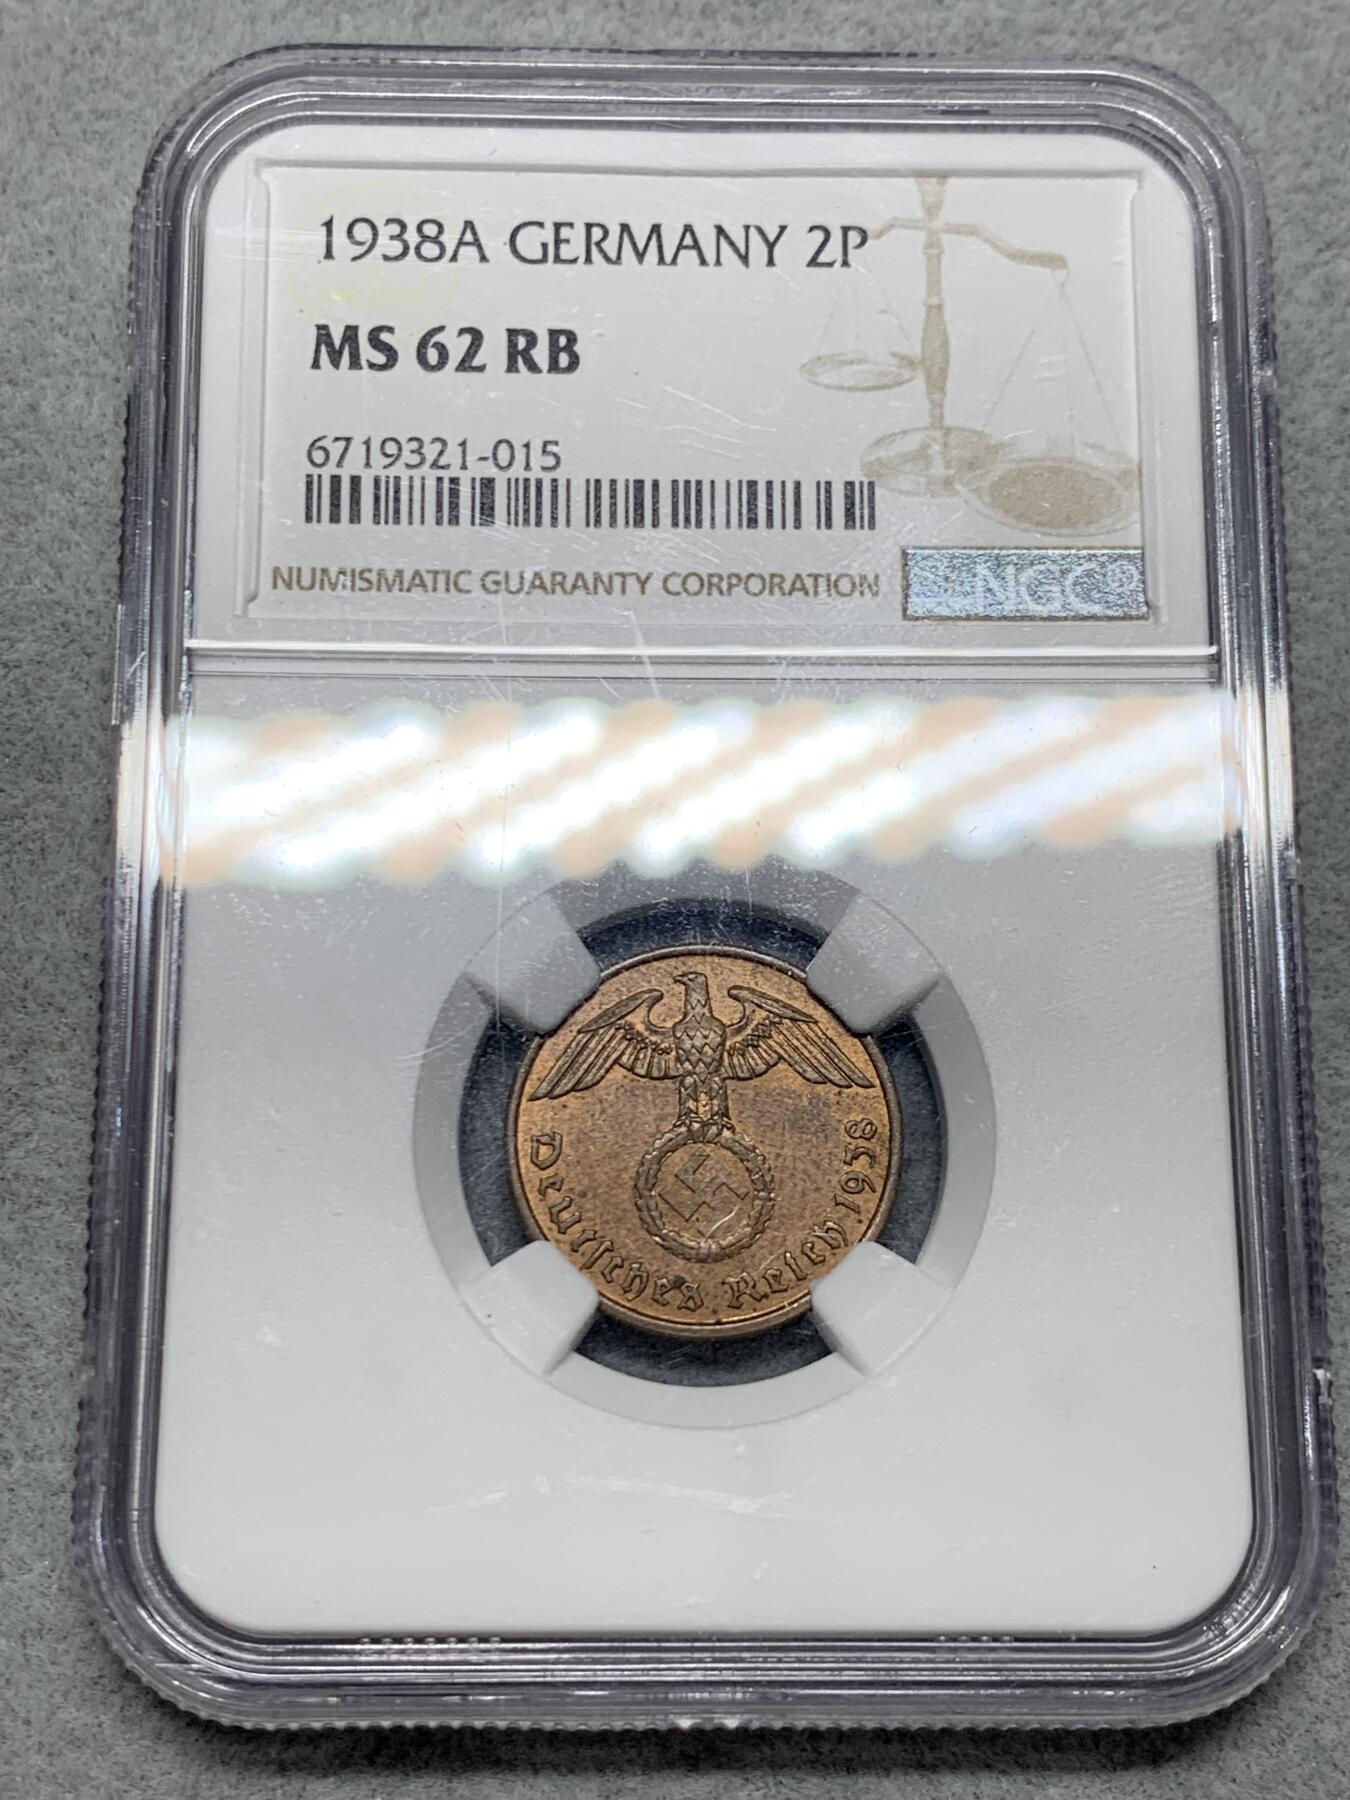 1938A GERMANY 2P
MS 62 RB
6719321-015
NUMISMATIC GUARANTY CORPORATION
NGC®
Deutsches Reich 1938